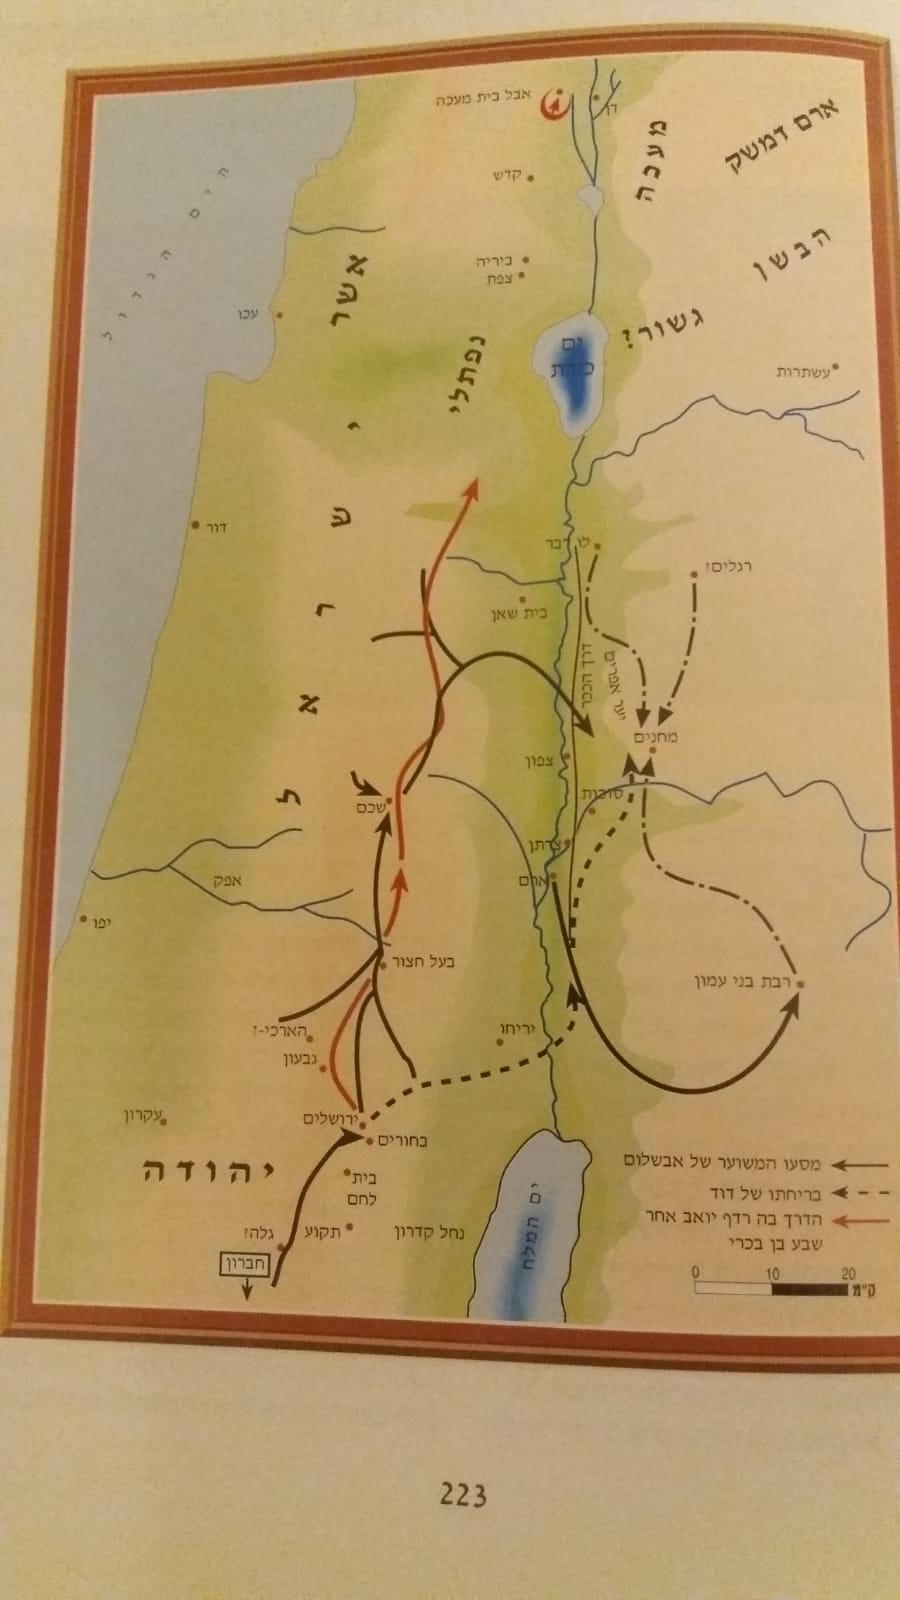 אבל בית מעכה
דן
ארם דמשק
מעכה
קדש
הים הגדול
הבשן
ביריה
צפת
אשר
עכו
גשור?
ים
כנרת
נפתלי
עשתרות
ישראל
דור
לו דבר
רגלים?
בית שאן
דרך הככר
יער אפרים
מחנים
צפון
סוכות
שכם
צרתן
אדם
אפק
יפו
בעל חצור
רבת בני עמון
הארכי-?
יריחו
גבעון
עקרון
ירושלים
בחורים
יהודה
בית
לחם
תקוע
נחל קדרון
גלה?
חברון
ים המלח
מסעו המשוער של אבשלום
בריחתו של דוד
הדרך בה רדף יואב אחר
שבע בן בכרי
0 10 20
ק"מ
223